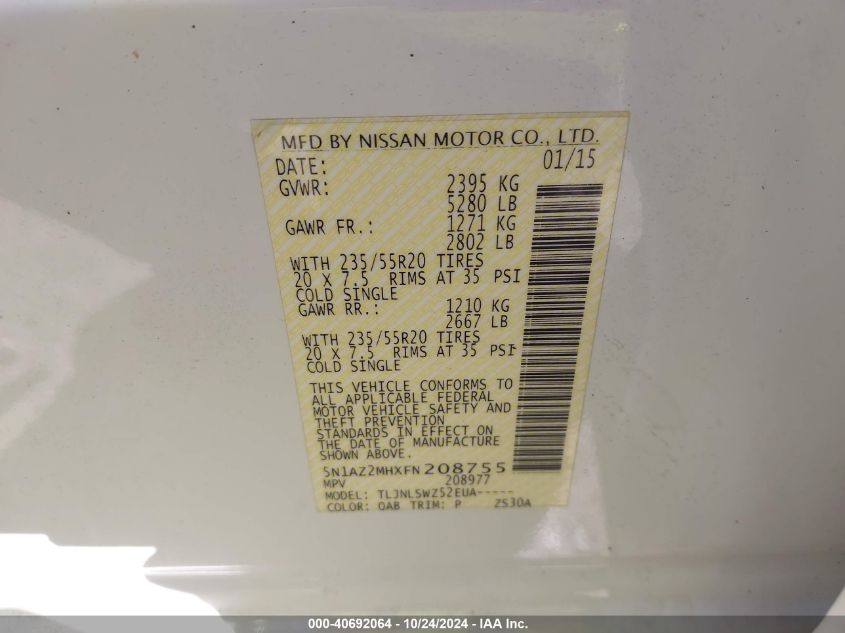 MFD BY NISSAN MOTOR CO., LTD.
DATE: 01/15
GVWR: 2395 KG
5280 LB
GAWR FR.: 1271 KG
2802 LB
WITH 235/55R20 TIRES
20 X 7.5 RIMS AT 35 PSI
COLD SINGLE
GAWR RR.: 1210 KG
2667 LB
WITH 235/55R20 TIRES
20 X 7.5 RIMS AT 35 PSI
COLD SINGLE
THIS VEHICLE CONFORMS TO
ALL APPLICABLE FEDERAL
MOTOR VEHICLE SAFETY AND
THEFT PREVENTION
STANDARDS IN EFFECT ON
THE DATE OF MANUFACTURE
SHOWN ABOVE.
5N1AZ2MHXFN208755
MPV 208977
MODEL: TLJNLSWZ52EUA-----
COLOR: QAB TRIM: P ZS30A
000-40692064 - 10/24/2024 - IAA Inc.